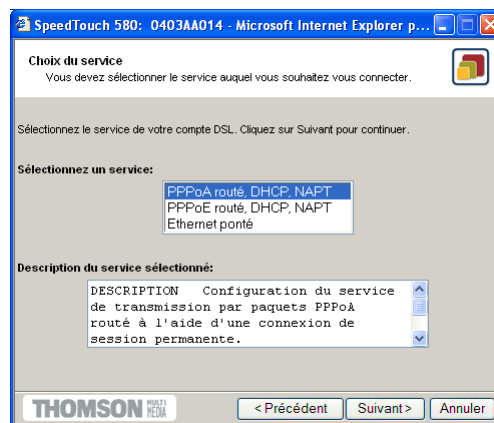 SpeedTouch 580: 0403AA014 - Microsoft Internet Explorer p...
Choix du service
Vous devez sélectionner le service auquel vous souhaitez vous connecter.
Sélectionnez le service de votre compte DSL. Cliquez sur Suivant pour continuer.
Sélectionnez un service:
PPPoA routé, DHCP, NAPT
PPPoE routé, DHCP, NAPT
Ethernet ponté
Description du service sélectionné:
DESCRIPTION Configuration du service
de transmission par paquets PPPoA
routé à l'aide d'une connexion de
session permanente.
THOMSON MULTI MEDIA
<Précédent Suivant> Annuler